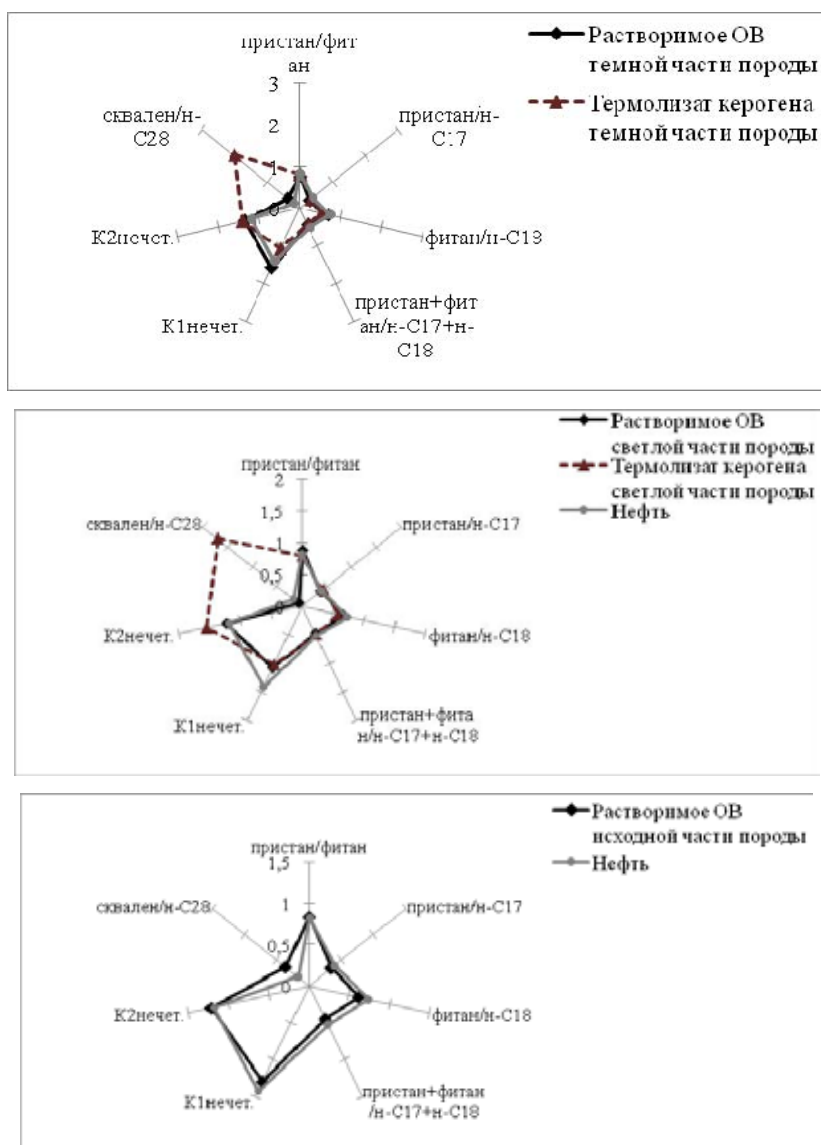 пристан/фит
ан
3
2
1
0
пристан/н-
С17
фитан/н-С18
пристан+фит
ан/н-С17+н-
С18
К1нечет.
К2нечет.
сквален/н-
С28
Растворимое ОВ
темной части породы
Термолизат керогена
темной части породы
пристан/фитан
2
1,5
1
0,5
0
пристан/н-С17
фитан/н-С18
пристан+фита
н/н-С17+н-С18
К1нечет.
К2нечет.
сквален/н-С28
Растворимое ОВ
светлой части породы
Термолизат керогена
светлой части породы
Нефть
пристан/фитан
1,5
1
0,5
0
пристан/н-С17
фитан/н-С18
пристан+фитан
/н-С17+н-С18
К1нечет.
К2нечет.
сквален/н-С28
Растворимое ОВ
исходной части породы
Нефть